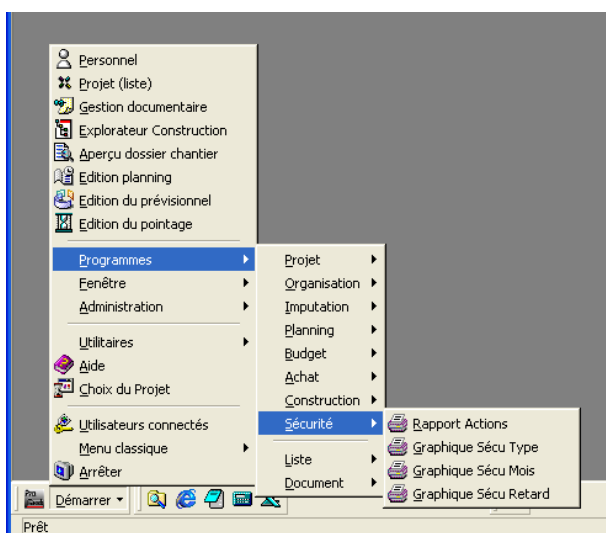 Personnel
Projet (liste)
Gestion documentaire
Explorateur Construction
Aperçu dossier chantier
Edition planning
Edition du prévisionnel
Edition du pointage
Programmes
Fenêtre
Administration
Utilitaires
Aide
Choix du Projet
Utilisateurs connectés
Menu classique
Arrêter
Projet
Organisation
Imputation
Planning
Budget
Achat
Construction
Sécurité
Liste
Document
Rapport Actions
Graphique Sécu Type
Graphique Sécu Mois
Graphique Sécu Retard
Démarrer
Prêt